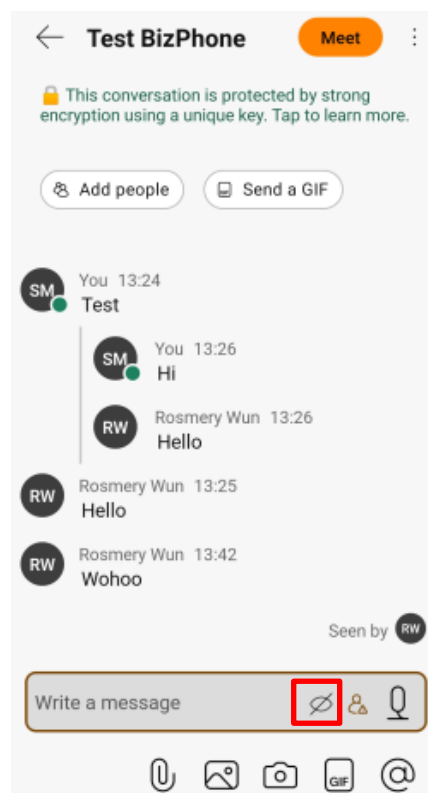 Test BizPhone
Meet
This conversation is protected by strong
encryption using a unique key. Tap to learn more.
Add people
Send a GIF
SM
You 13:24
Test
SM
You 13:26
Hi
RW
Rosmery Wun 13:26
Hello
RW
Rosmery Wun 13:25
Hello
RW
Rosmery Wun 13:42
Wohoo
Seen by RW
Write a message
GIF
@